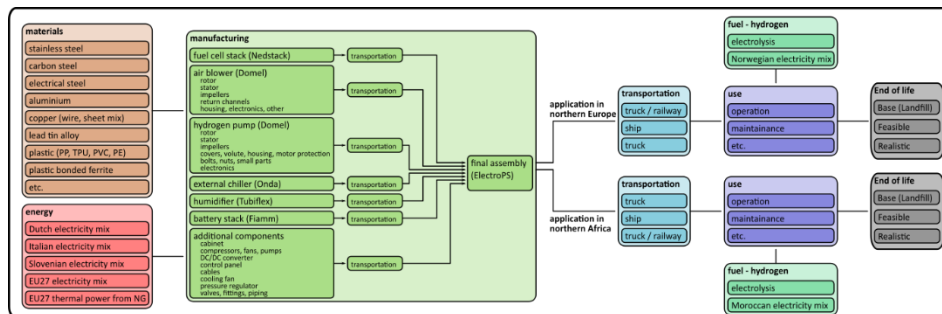 materials
stainless steel
carbon steel
electrical steel
aluminium
copper (wire, sheet mix)
lead tin alloy
plastic (PP, TPU, PVC, PE)
plastic bonded ferrite
etc.
energy
Dutch electricity mix
Italian electricity mix
Slovenian electricity mix
EU27 electricity mix
EU27 thermal power from NG
manufacturing
fuel cell stack (Nedstack)
transportation
air blower (Domel)
rotor
stator
impellers
return channels
housing, electronics, other
transportation
hydrogen pump (Domel)
rotor
stator
impellers
covers, volute, housing, motor protection
bolts, nuts, small parts
electronics
transportation
external chiller (Onda)
transportation
humidifier (Tubiflex)
transportation
battery stack (Fiamm)
transportation
additional components
cabinet
compressors, fans, pumps
DC/DC converter
control panel
cables
cooling fan
pressure regulator
valves, fittings, piping
transportation
final assembly
(ElectroPS)
application in
northern Europe
transportation
truck / railway
ship
truck
fuel - hydrogen
electrolysis
Norwegian electricity mix
use
operation
maintainance
etc.
End of life
Base (Landfill)
Feasible
Realistic
application in
northern Africa
transportation
truck
ship
truck / railway
use
operation
maintainance
etc.
fuel - hydrogen
electrolysis
Moroccan electricity mix
End of life
Base (Landfill)
Feasible
Realistic